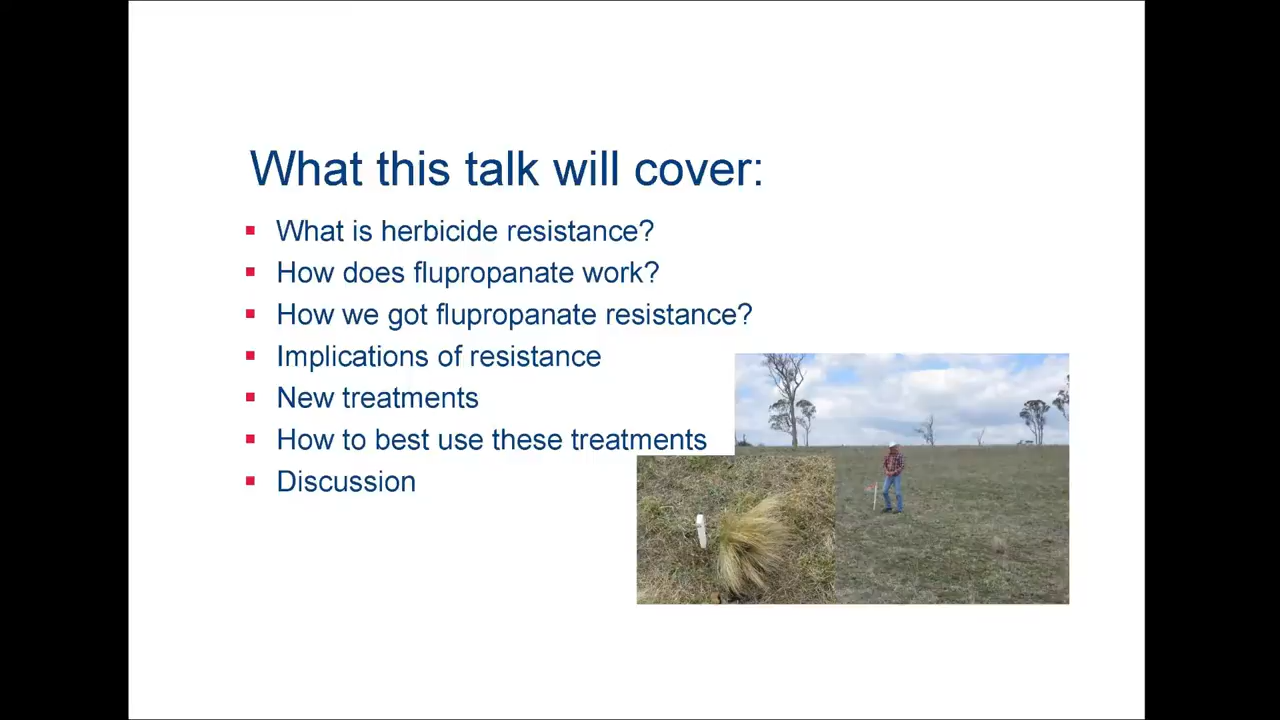 What this talk will cover:
What is herbicide resistance?
How does flupropanate work?
How we got flupropanate resistance?
Implications of resistance
New treatments
How to best use these treatments
Discussion